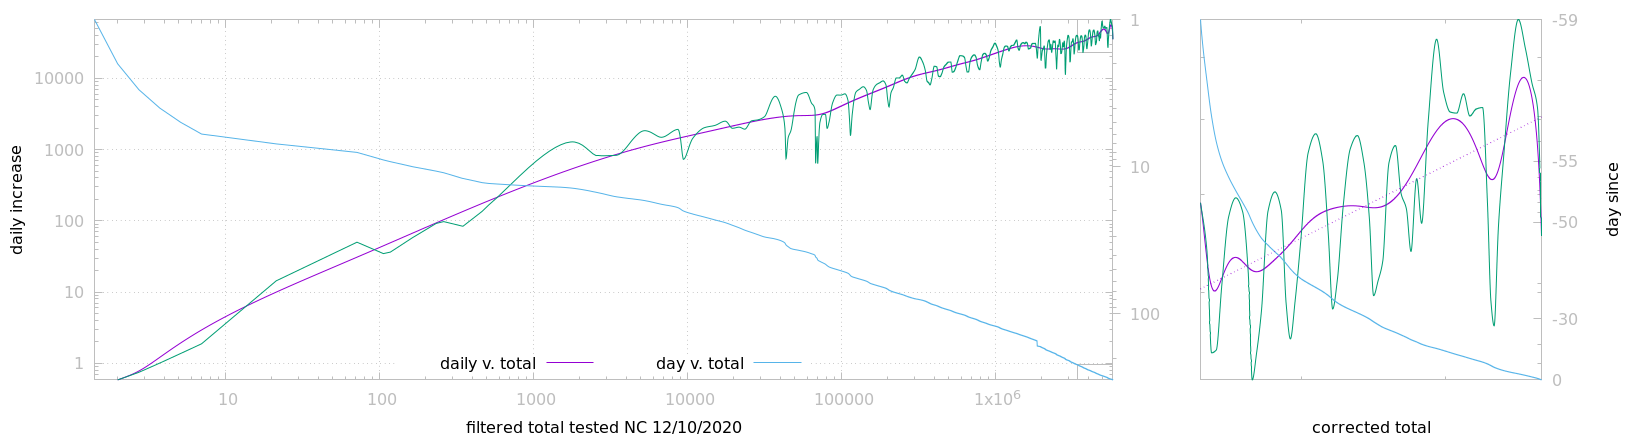 daily increase
10000
1000
100
10
1
10
100
1000
10000
100000
1x10^6
1
10
100
daily v. total
day v. total
filtered total tested NC 12/10/2020
-59
-55
-50
-30
0
day since
corrected total